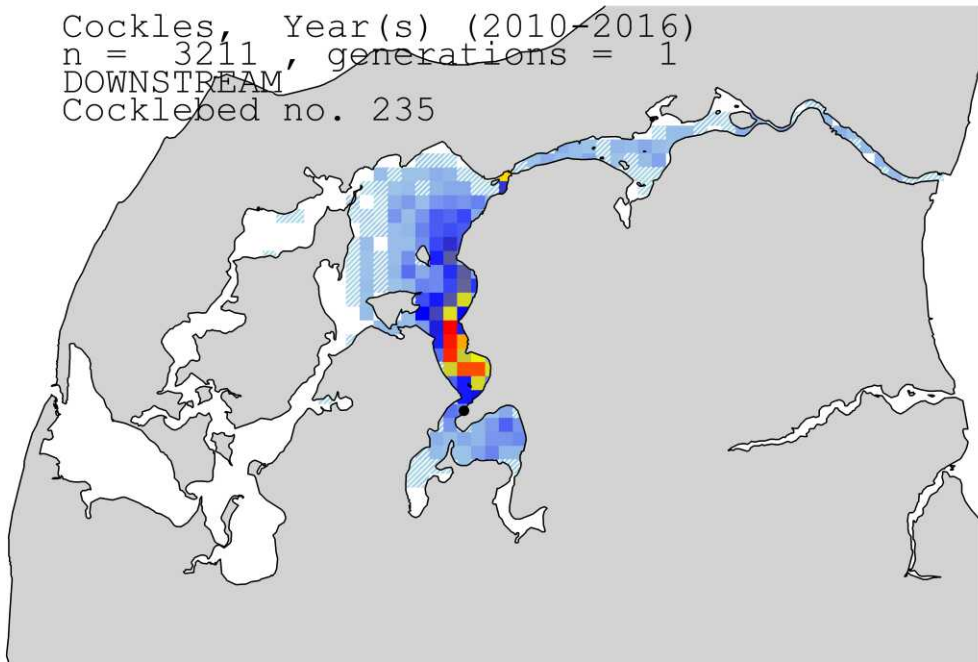 Cockles, Year(s) (2010-2016)
n = 3211 , generations = 1
DOWNSTREAM
Cocklebed no. 235